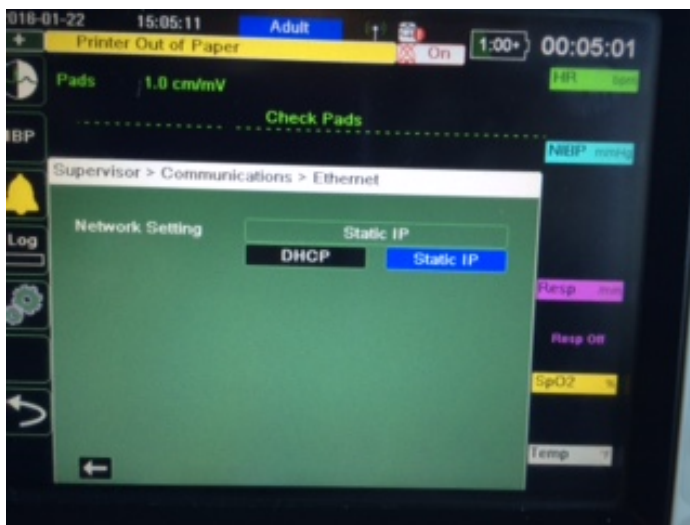 016-01-22 15:05:11 Adult
Printer Out of Paper On 1:00+ 00:05:01
Pads 1.0 cm/mV HR bpm
Check Pads
IBP NIBP mmHg
Supervisor > Communications > Ethernet
Network Setting Static IP
Log DHCP Static IP
Resp
Resp Off
SpO2 %
Temp °F